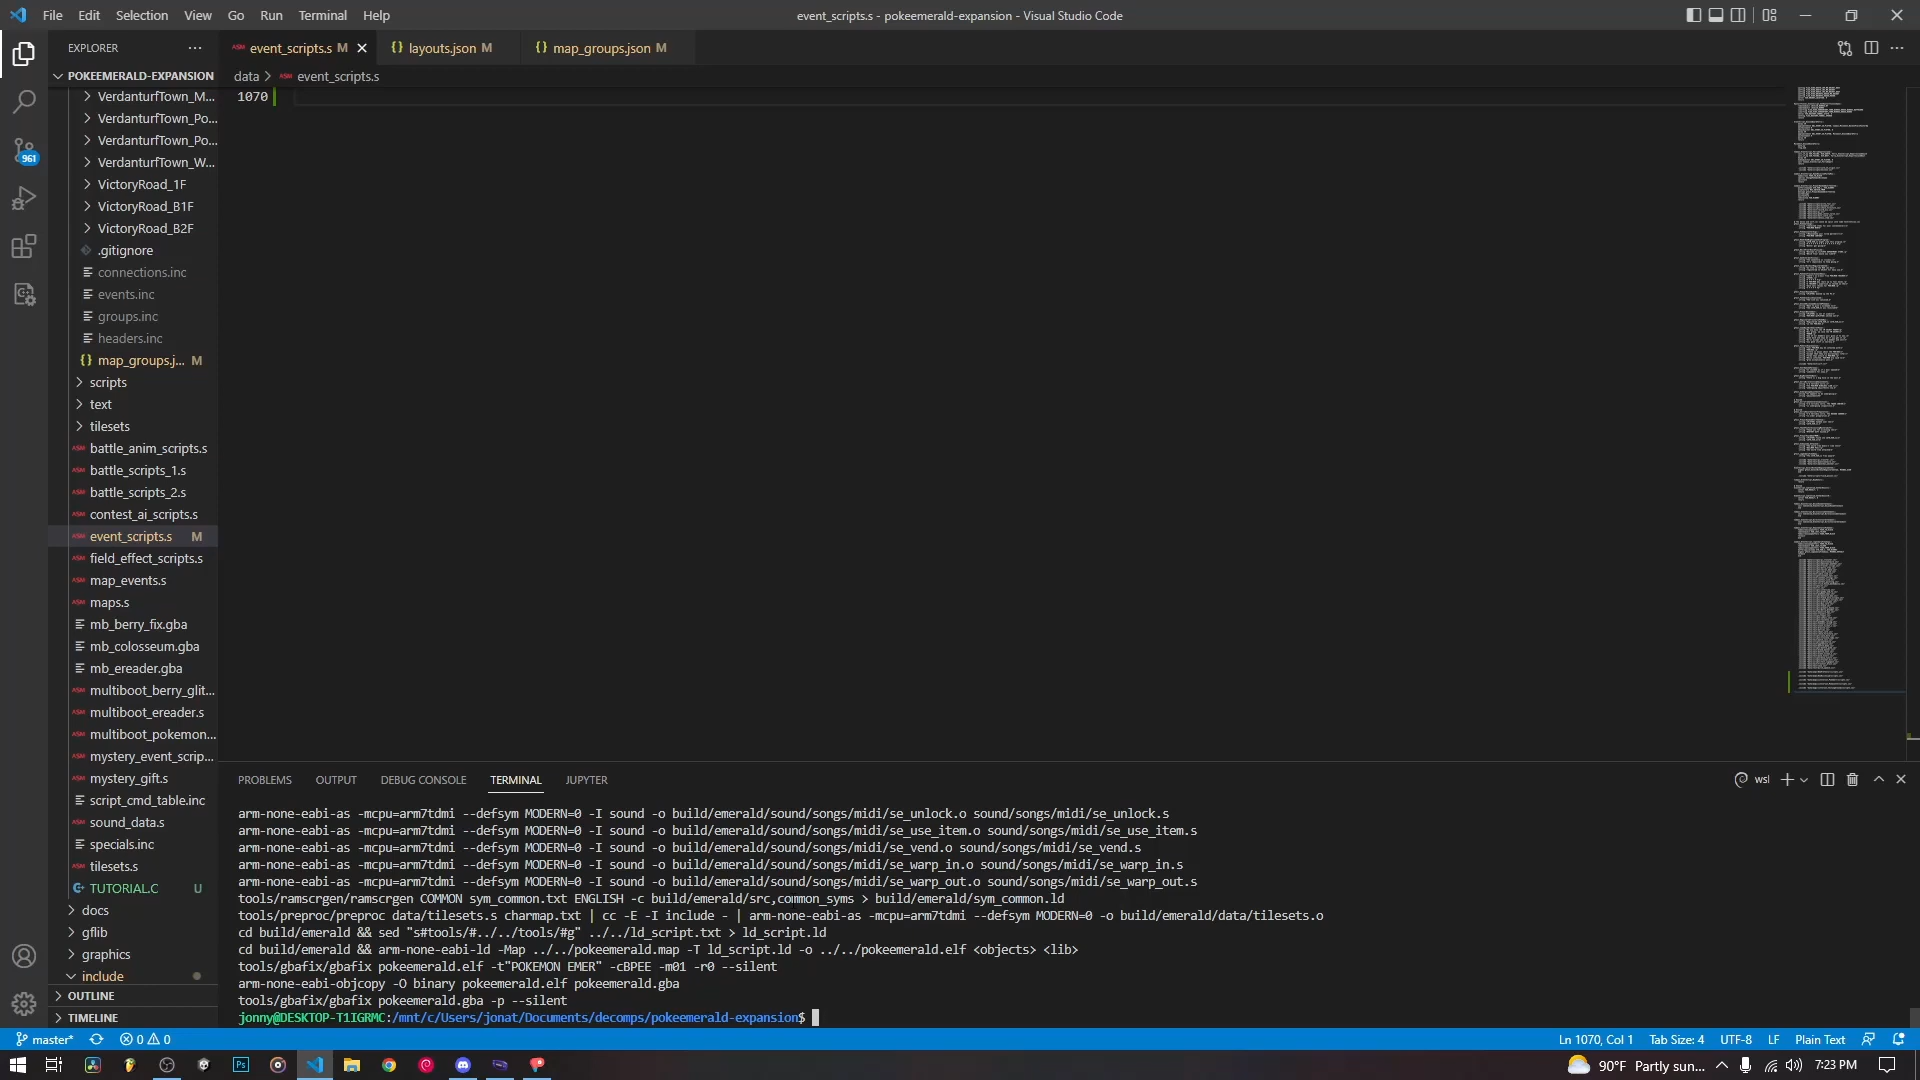 File Edit Selection View Go Run Terminal Help
event_scripts.s - pokeemerald-expansion - Visual Studio Code
EXPLORER
event_scripts.s M
layouts.json M
map_groups.json M
POKEEMERALD-EXPANSION
data > event_scripts.s
1070
VerdanturfTown_M...
VerdanturfTown_Po...
VerdanturfTown_Po...
VerdanturfTown_W...
VictoryRoad_1F
VictoryRoad_B1F
VictoryRoad_B2F
.gitignore
connections.inc
events.inc
groups.inc
headers.inc
map_groups.j... M
scripts
text
tilesets
battle_anim_scripts.s
battle_scripts_1.s
battle_scripts_2.s
contest_ai_scripts.s
event_scripts.s M
field_effect_scripts.s
map_events.s
maps.s
mb_berry_fix.gba
mb_colosseum.gba
mb_ereader.gba
multiboot_berry_glit...
multiboot_ereader.s
multiboot_pokemon...
mystery_event_scrip...
mystery_gift.s
script_cmd_table.inc
sound_data.s
specials.inc
tilesets.s
TUTORIAL.C U
docs
gflib
graphics
include
OUTLINE
TIMELINE
961
PROBLEMS OUTPUT DEBUG CONSOLE TERMINAL JUPYTER
wsl
arm-none-eabi-as -mcpu=arm7tdmi --defsym MODERN=0 -I sound -o build/emerald/sound/songs/midi/se_unlock.o sound/songs/midi/se_unlock.s
arm-none-eabi-as -mcpu=arm7tdmi --defsym MODERN=0 -I sound -o build/emerald/sound/songs/midi/se_use_item.o sound/songs/midi/se_use_item.s
arm-none-eabi-as -mcpu=arm7tdmi --defsym MODERN=0 -I sound -o build/emerald/sound/songs/midi/se_vend.o sound/songs/midi/se_vend.s
arm-none-eabi-as -mcpu=arm7tdmi --defsym MODERN=0 -I sound -o build/emerald/sound/songs/midi/se_warp_in.o sound/songs/midi/se_warp_in.s
arm-none-eabi-as -mcpu=arm7tdmi --defsym MODERN=0 -I sound -o build/emerald/sound/songs/midi/se_warp_out.o sound/songs/midi/se_warp_out.s
tools/ramscrgen/ramscrgen COMMON sym_common.txt ENGLISH -c build/emerald/src,common_syms > build/emerald/sym_common.ld
tools/preproc/preproc data/tilesets.s charmap.txt | cc -E -I include - | arm-none-eabi-as -mcpu=arm7tdmi --defsym MODERN=0 -o build/emerald/data/tilesets.o
cd build/emerald && sed "s#tools/#../../tools/#g" ../../ld_script.txt > ld_script.ld
cd build/emerald && arm-none-eabi-ld -Map ../../pokeemerald.map -T ld_script.ld -o ../../pokeemerald.elf <objects> <lib>
tools/gbafix/gbafix pokeemerald.elf -t"POKEMON EMER" -cBPEE -m01 -r0 --silent
arm-none-eabi-objcopy -O binary pokeemerald.elf pokeemerald.gba
tools/gbafix/gbafix pokeemerald.gba -p --silent
jonny@DESKTOP-T1IGRMC:/mnt/c/Users/jonat/Documents/decomps/pokeemerald-expansion$
master* 0 0
Ln 1070, Col 1 Tab Size: 4 UTF-8 LF Plain Text
90°F Partly sun... 7:23 PM